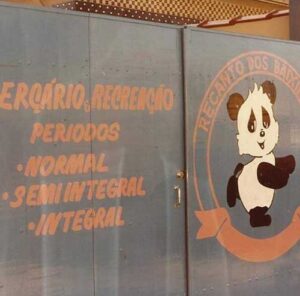 ERÇÁRIO, RECREAÇÃO
PERIODOS
• NORMAL
• SEMI INTEGRAL
• INTEGRAL
RECANTO DOS